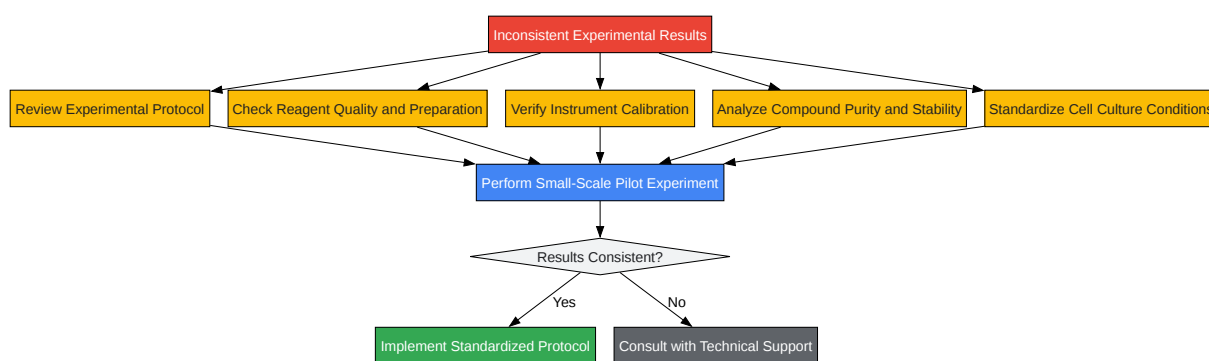 Inconsistent Experimental Results
Review Experimental Protocol
Check Reagent Quality and Preparation
Verify Instrument Calibration
Analyze Compound Purity and Stability
Standardize Cell Culture Conditions
Perform Small-Scale Pilot Experiment
Results Consistent?
Yes
No
Implement Standardized Protocol
Consult with Technical Support